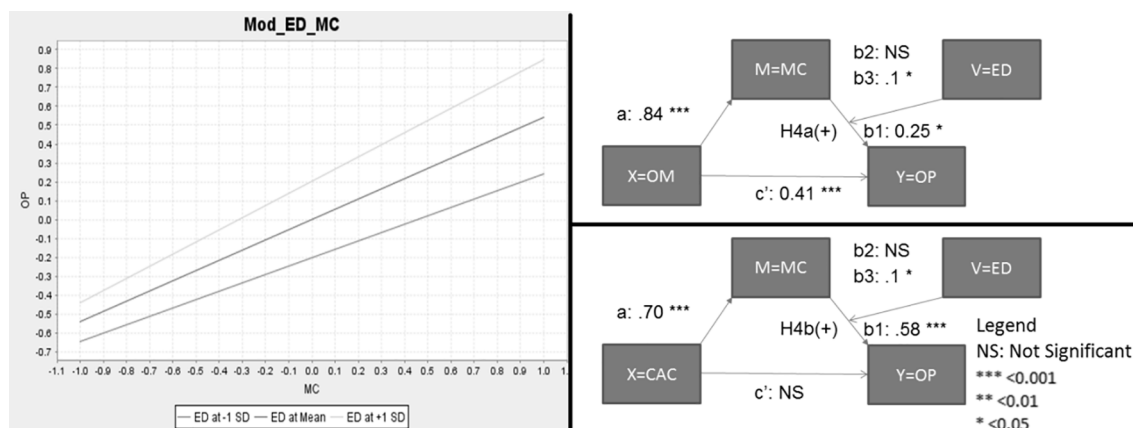 Mod_ED_MC
0.9
0.8
0.7
0.6
0.5
0.4
0.3
0.2
0.1
0.0
-0.1
-0.2
-0.3
-0.4
-0.5
-0.6
-0.7
OP
-1.1 -1.0 -0.9 -0.8 -0.7 -0.6 -0.5 -0.4 -0.3 -0.2 -0.1 0.0 0.1 0.2 0.3 0.4 0.5 0.6 0.7 0.8 0.9 1.0 1.
MC
ED at -1 SD ED at Mean ED at +1 SD
b2: NS
M=MC
b3: .1 *
V=ED
a: .84 ***
H4a(+)
b1: 0.25 *
X=OM
Y=OP
c’: 0.41 ***
b2: NS
M=MC
b3: .1 *
V=ED
a: .70 ***
H4b(+)
b1: .58 ***
X=CAC
Y=OP
c’: NS
Legend
NS: Not Significant
*** <0.001
** <0.01
* <0.05